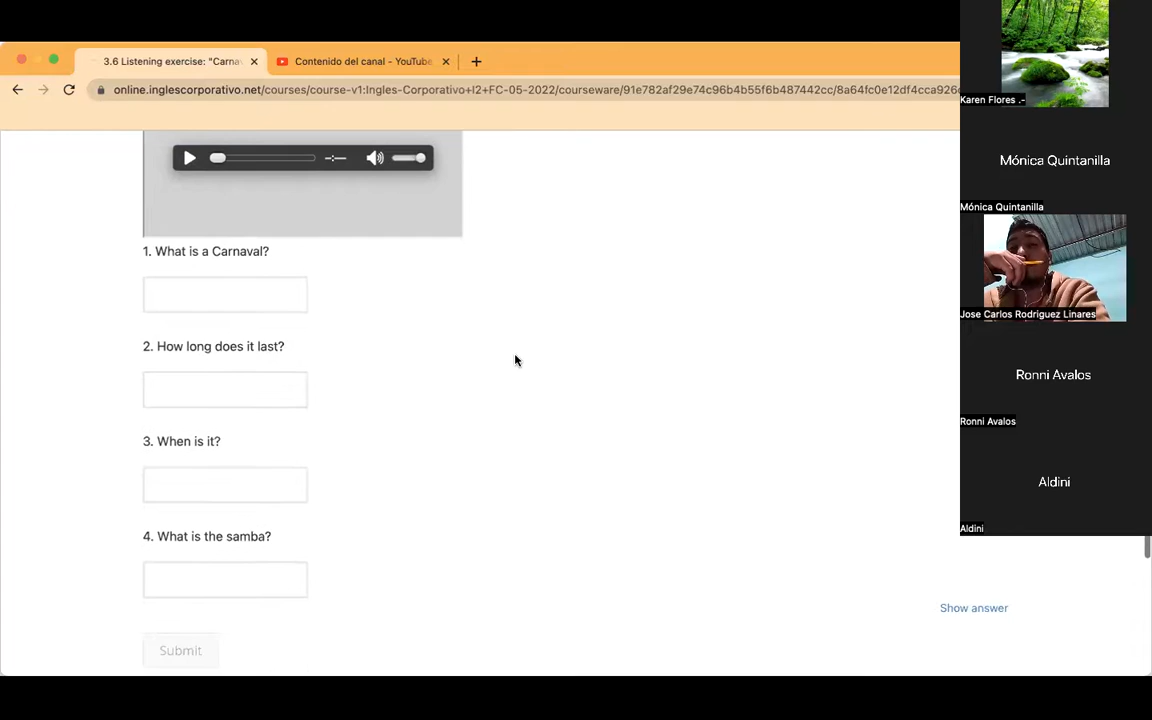 3.6 Listening exercise: "Carna
Contenido del canal - YouTube
online.inglescorporativo.net/courses/course-v1:Ingles-Corporativo+I2+FC-05-2022/courseware/91e782af29e74c96b4b55f6b487442cc/8a64fc0e12df4cca926
1. What is a Carnaval?
2. How long does it last?
3. When is it?
4. What is the samba?
Show answer
Submit
Karen Flores .-
Mónica Quintanilla
Mónica Quintanilla
Jose Carlos Rodriguez Linares
Ronni Avalos
Ronni Avalos
Aldini
Aldini